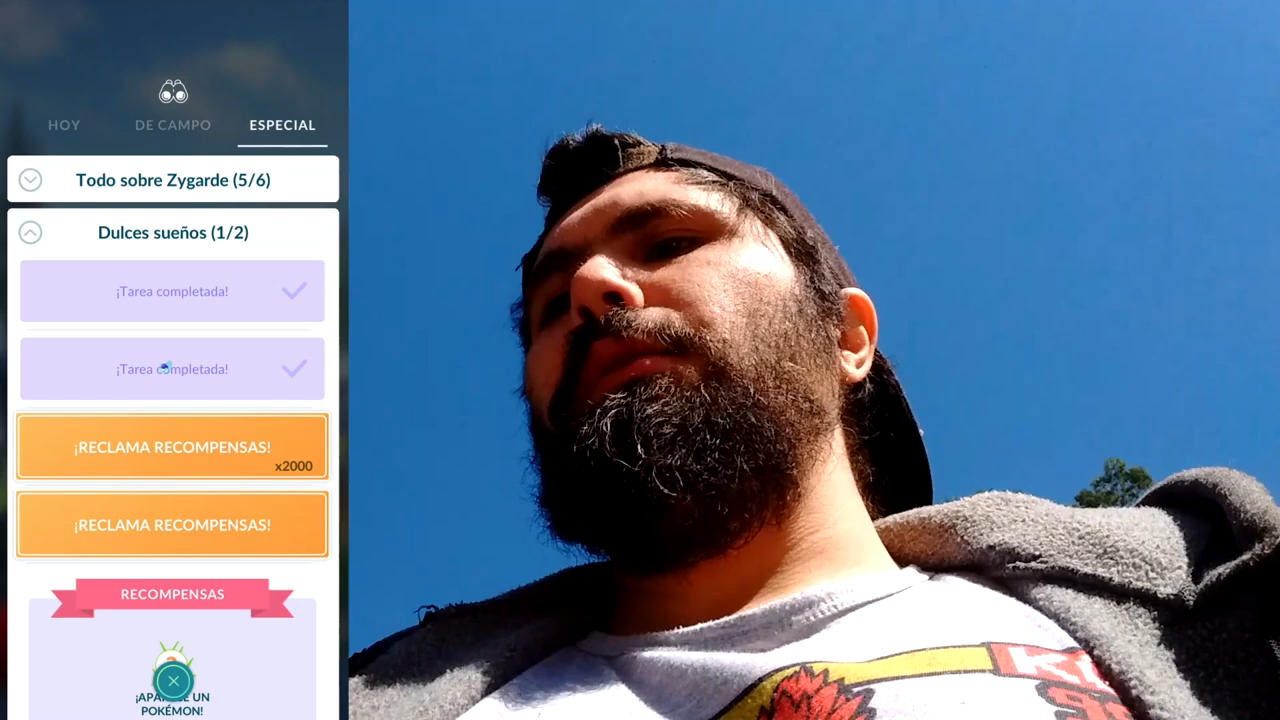 HOY
DE CAMPO
ESPECIAL
Todo sobre Zygarde (5/6)
Dulces sueños (1/2)
¡Tarea completada!
¡Tarea completada!
¡RECLAMA RECOMPENSAS!
x2000
¡RECLAMA RECOMPENSAS!
RECOMPENSAS
UN
POKÉMON!